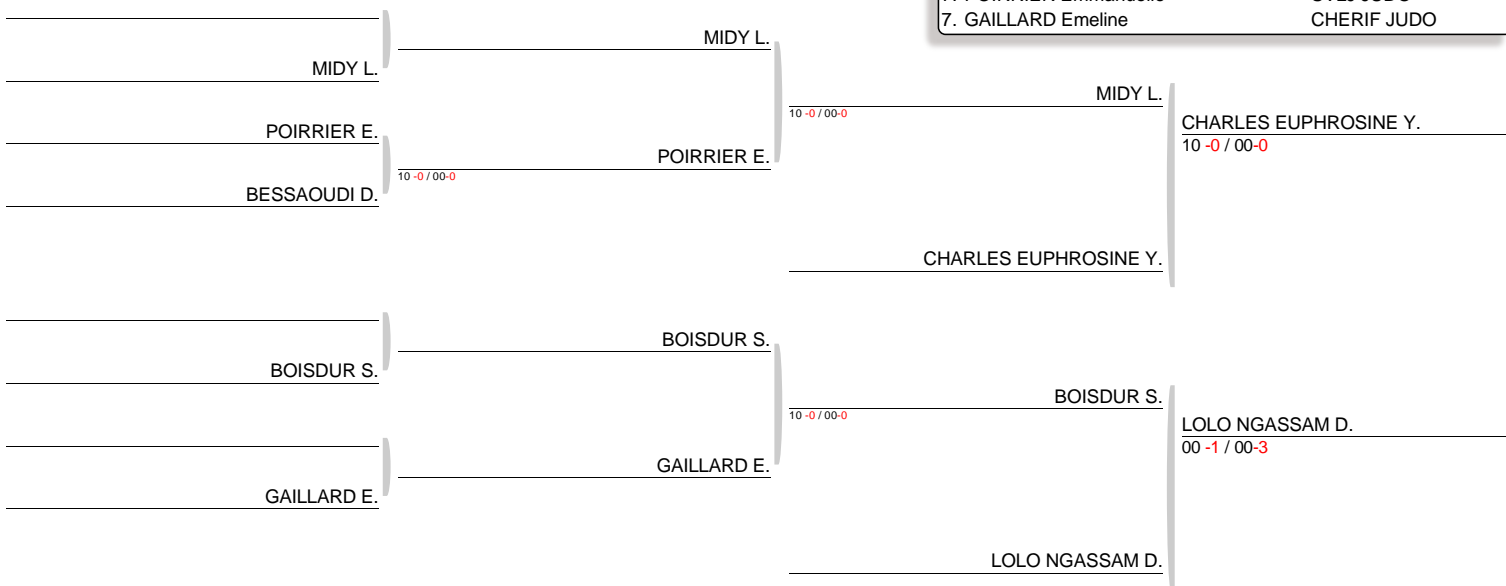 7. GAILLARD Emeline CHERIF JUDO
MIDY L.
MIDY L.
MIDY L.
10 -0 / 00-0
CHARLES EUPHROSINE Y.
10 -0 / 00-0
POIRRIER E.
POIRRIER E.
10 -0 / 00-0
BESSAOUDI D.
CHARLES EUPHROSINE Y.
BOISDUR S.
BOISDUR S.
BOISDUR S.
10 -0 / 00-0
LOLO NGASSAM D.
00 -1 / 00-3
GAILLARD E.
GAILLARD E.
LOLO NGASSAM D.